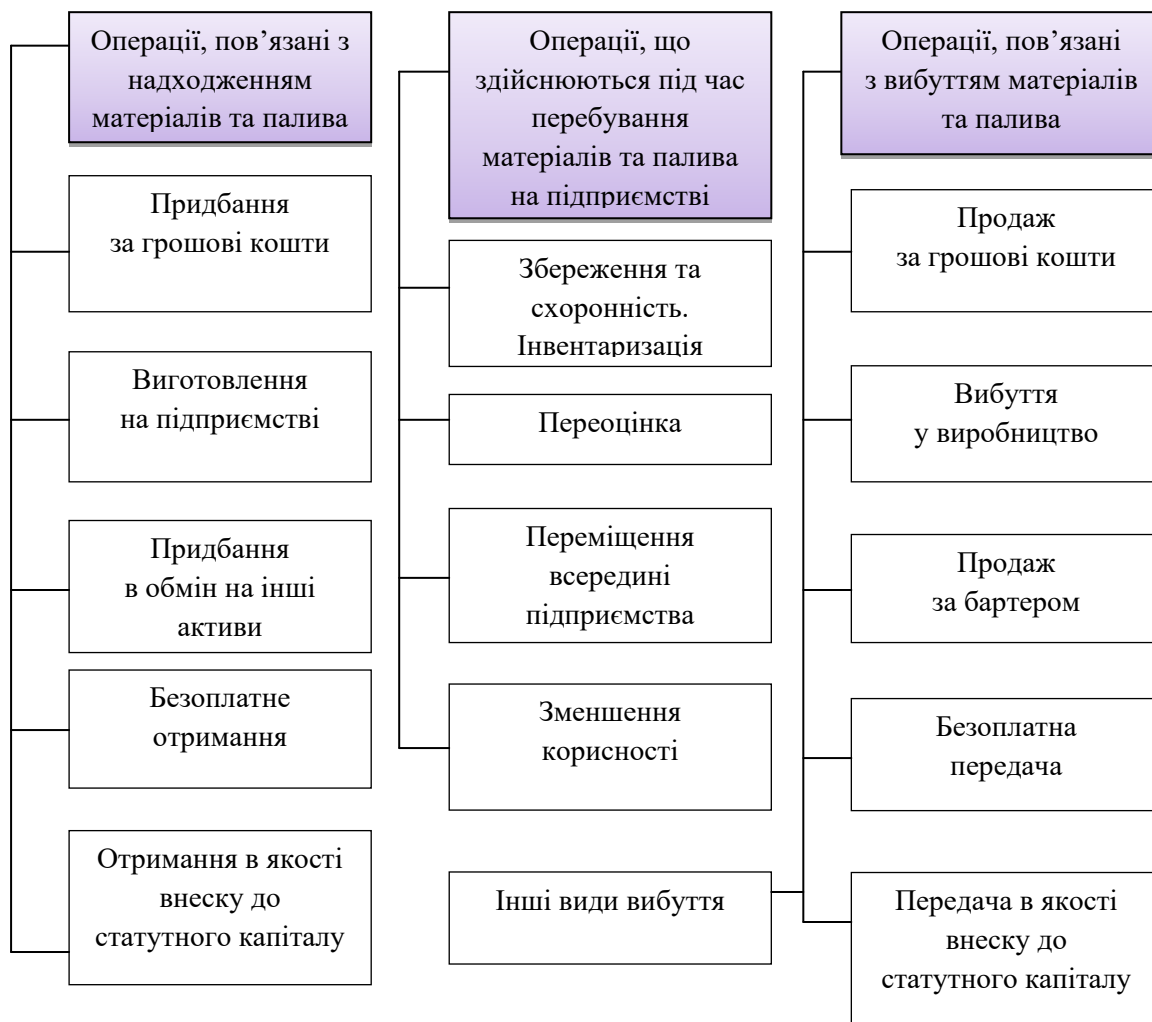 Операції, пов’язані з
надходженням
матеріалів та палива
Придбання
за грошові кошти
Виготовлення
на підприємстві
Придбання
в обмін на інші
активи
Безоплатне
отримання
Отримання в якості
внеску до
статутного капіталу
Операції, що
здійснюються під час
перебування
матеріалів та палива
на підприємстві
Збереження та
схоронність.
Інвентаризація
Переоцінка
Переміщення
всередині
підприємства
Зменшення
корисності
Інші види вибуття
Операції, пов’язані
з вибуттям матеріалів
та палива
Продаж
за грошові кошти
Вибуття
у виробництво
Продаж
за бартером
Безоплатна
передача
Передача в якості
внеску до
статутного капіталу